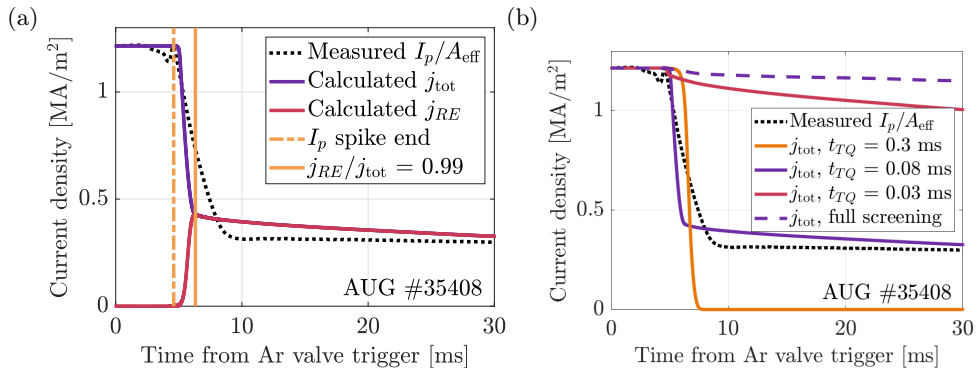 (a)
Current density [MA/m²]
1
0.5
0
Measured I_p/A_eff
Calculated j_tot
Calculated j_RE
I_p spike end
j_RE/j_tot = 0.99
AUG #35408
0 10 20 30
Time from Ar valve trigger [ms]
(b)
Current density [MA/m²]
1
0.5
0
Measured I_p/A_eff
j_tot, t_TQ = 0.3 ms
j_tot, t_TQ = 0.08 ms
j_tot, t_TQ = 0.03 ms
j_tot, full screening
AUG #35408
0 10 20 30
Time from Ar valve trigger [ms]